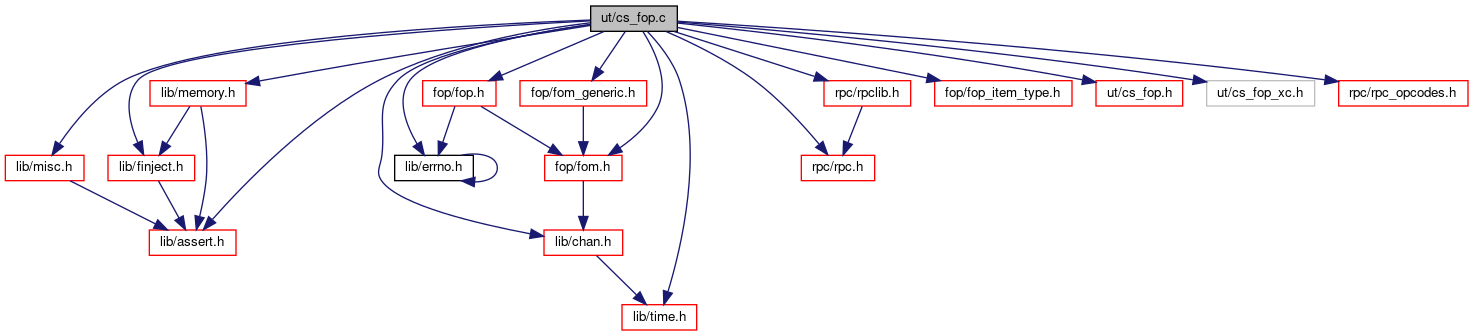 ut/cs_fop.c
lib/memory.h
fop/fop.h
fop/fom_generic.h
rpc/rpclib.h
fop/fop_item_type.h
ut/cs_fop.h
ut/cs_fop_xc.h
rpc/rpc_opcodes.h
lib/misc.h
lib/finject.h
lib/errno.h
fop/fom.h
rpc/rpc.h
lib/assert.h
lib/chan.h
lib/time.h